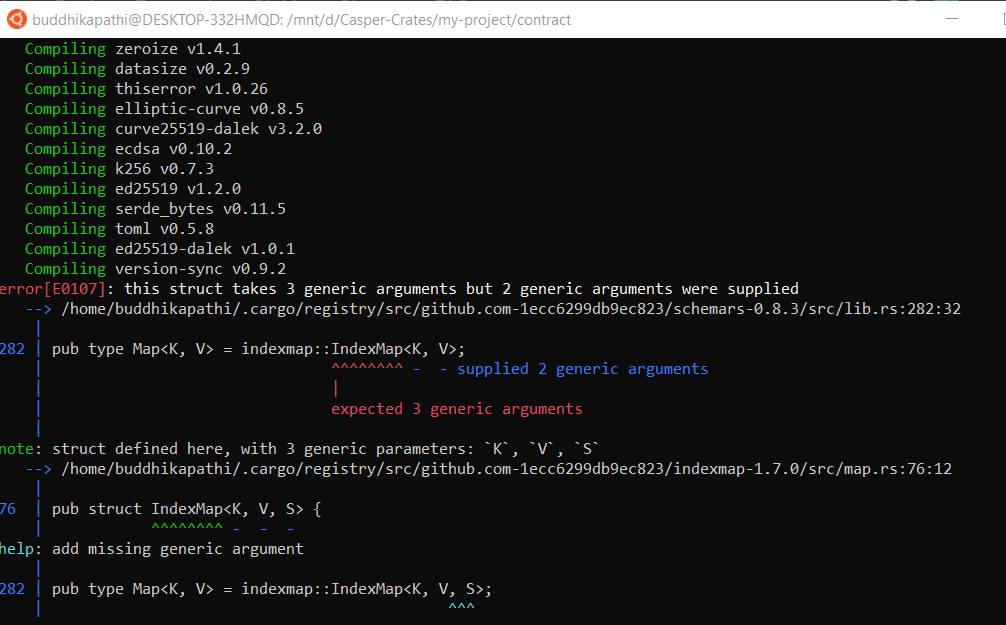 buddhikapathi@DESKTOP-332HMQD: /mnt/d/Casper-Crates/my-project/contract
Compiling zeroize v1.4.1
Compiling datasize v0.2.9
Compiling thiserror v1.0.26
Compiling elliptic-curve v0.8.5
Compiling curve25519-dalek v3.2.0
Compiling ecdsa v0.10.2
Compiling k256 v0.7.3
Compiling ed25519 v1.2.0
Compiling serde_bytes v0.11.5
Compiling toml v0.5.8
Compiling ed25519-dalek v1.0.1
Compiling version-sync v0.9.2
error[E0107]: this struct takes 3 generic arguments but 2 generic arguments were supplied
--> /home/buddhikapathi/.cargo/registry/src/github.com-1ecc6299db9ec823/schemars-0.8.3/src/lib.rs:282:32
|
282 | pub type Map<K, V> = indexmap::IndexMap<K, V>;
| ^^^^^^^^ - - supplied 2 generic arguments
| |
| expected 3 generic arguments
|
note: struct defined here, with 3 generic parameters: `K`, `V`, `S`
--> /home/buddhikapathi/.cargo/registry/src/github.com-1ecc6299db9ec823/indexmap-1.7.0/src/map.rs:76:12
|
76 | pub struct IndexMap<K, V, S> {
| ^^^^^^^^ - - -
help: add missing generic argument
|
282 | pub type Map<K, V> = indexmap::IndexMap<K, V, S>;
| ^^^